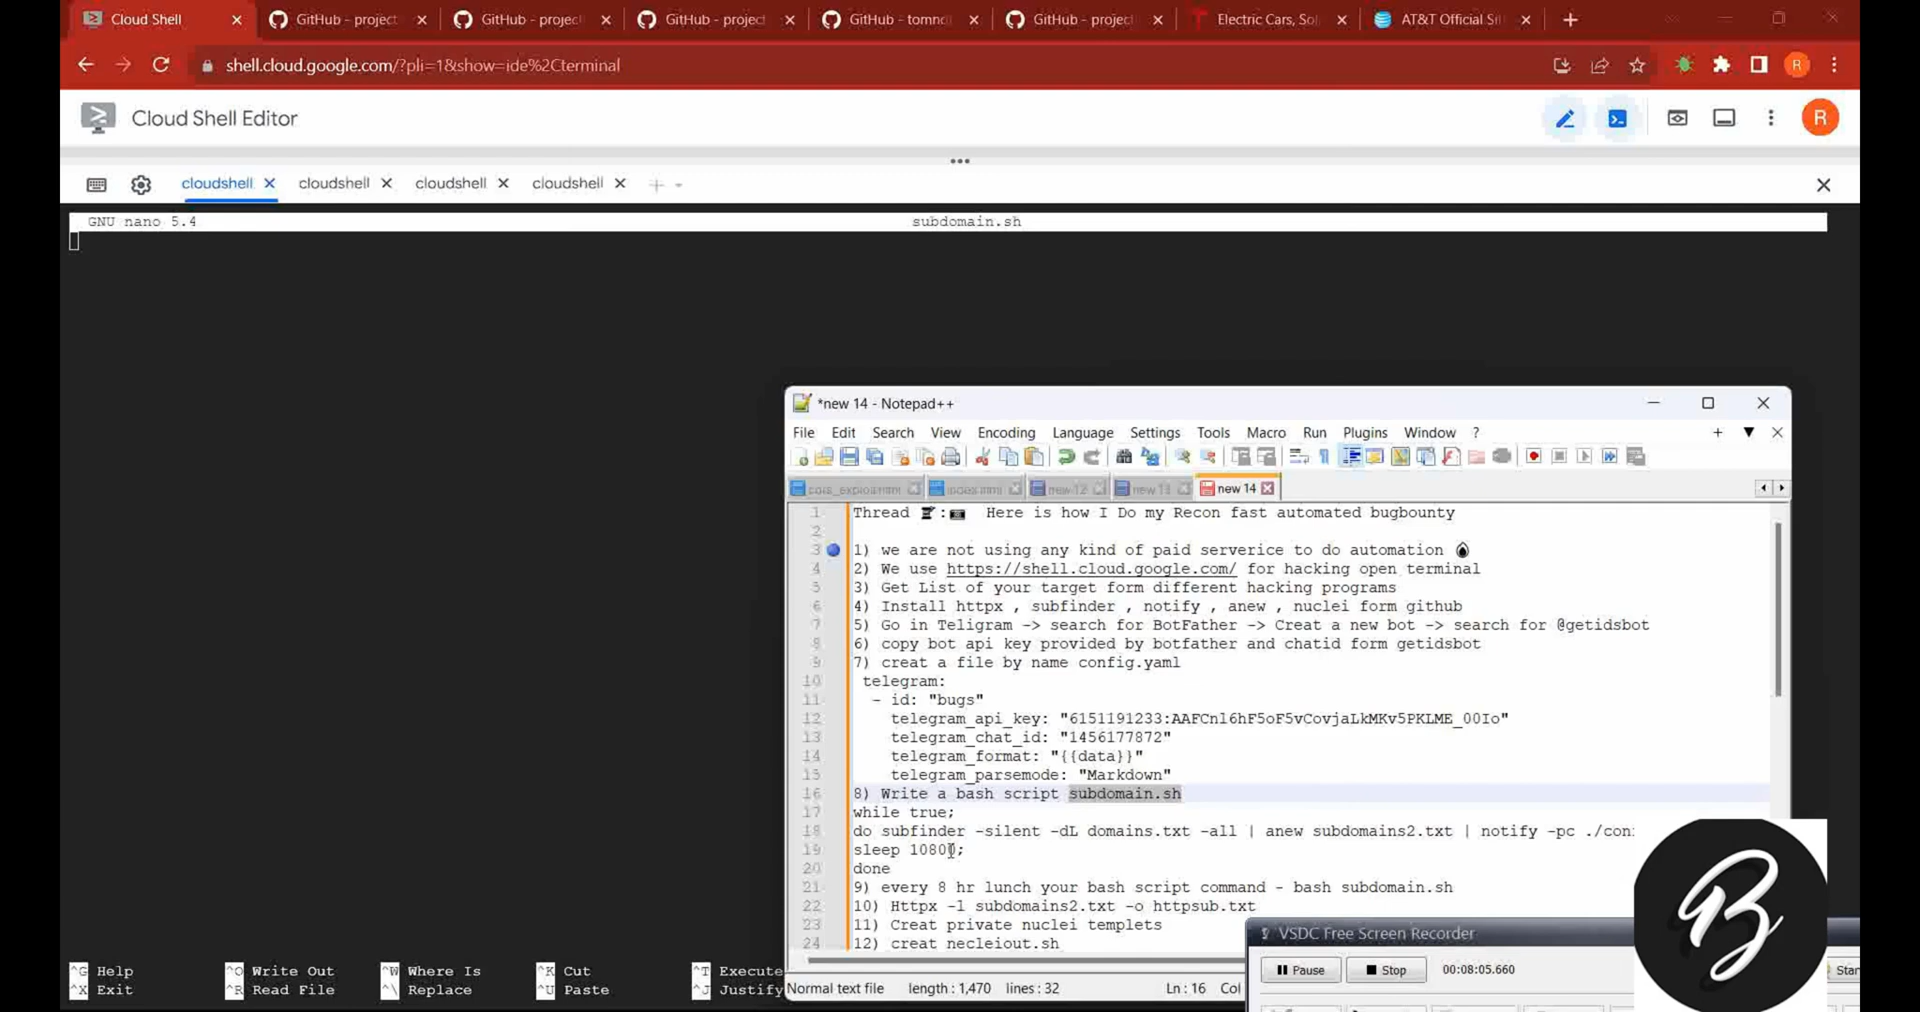 Cloud Shell
GitHub - project
GitHub - project
GitHub - project
GitHub - tomno
GitHub - project
Electric Cars, So
AT&T Official Si
shell.cloud.google.com/?pli=1&show=ide%2Cterminal
R
Cloud Shell Editor
R
cloudshell
cloudshell
cloudshell
cloudshell
GNU nano 5.4
subdomain.sh
*new 14 - Notepad++
File Edit Search View Encoding Language Settings Tools Macro Run Plugins Window ?
cors_exploit.html
index.html
new 12
new 13
new 14
1 Thread : Here is how I Do my Recon fast automated bugbounty
2
3 1) we are not using any kind of paid serverice to do automation
4 2) We use https://shell.cloud.google.com/ for hacking open terminal
5 3) Get List of your target form different hacking programs
6 4) Install httpx , subfinder , notify , anew , nuclei form github
7 5) Go in Teligram -> search for BotFather -> Creat a new bot -> search for @getidsbot
8 6) copy bot api key provided by botfather and chatid form getidsbot
9 7) creat a file by name config.yaml
10 telegram:
11 - id: "bugs"
12 telegram_api_key: "6151191233:AAFCnl6hF5oF5vCovjaLkMKv5PKLME_00Io"
13 telegram_chat_id: "1456177872"
14 telegram_format: "{{data}}"
15 telegram_parsemode: "Markdown"
16 8) Write a bash script subdomain.sh
17 while true;
18 do subfinder -silent -dL domains.txt -all | anew subdomains2.txt | notify -pc ./con
19 sleep 10800;
20 done
21 9) every 8 hr lunch your bash script command - bash subdomain.sh
22 10) Httpx -l subdomains2.txt -o httpsub.txt
23 11) Creat private nuclei templets
24 12) creat necleiout.sh
Normal text file length : 1,470 lines : 32 Ln : 16 Col
VSDC Free Screen Recorder
Pause Stop 00:08:05.660 Star
B
^G Help ^O Write Out ^W Where Is ^K Cut ^T Execute
^X Exit ^R Read File ^\ Replace ^U Paste ^J Justify